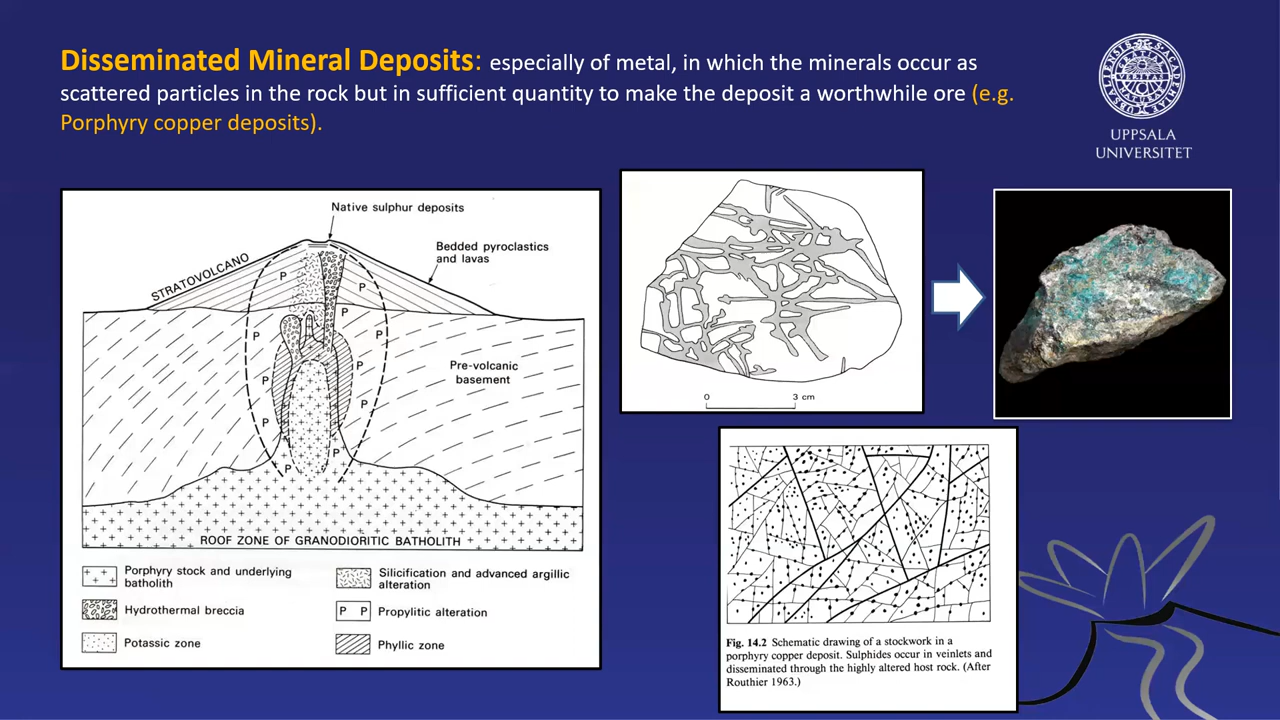 Disseminated Mineral Deposits: especially of metal, in which the minerals occur as
scattered particles in the rock but in sufficient quantity to make the deposit a worthwhile ore (e.g.
Porphyry copper deposits).
UPPSALA
UNIVERSITET
Native sulphur deposits
Bedded pyroclastics
and lavas
STRATOVOLCANO
P
P
P
P
P
P
P
P
P
P
P
Pre-volcanic
basement
ROOF ZONE OF GRANODIORITIC BATHOLITH
Porphyry stock and underlying
batholith
Hydrothermal breccia
Potassic zone
Silicification and advanced argillic
alteration
P P Propylitic alteration
Phyllic zone
0 3 cm
Fig. 14.2 Schematic drawing of a stockwork in a
porphyry copper deposit. Sulphides occur in veinlets and
disseminated through the highly altered host rock. (After
Routhier 1963.)